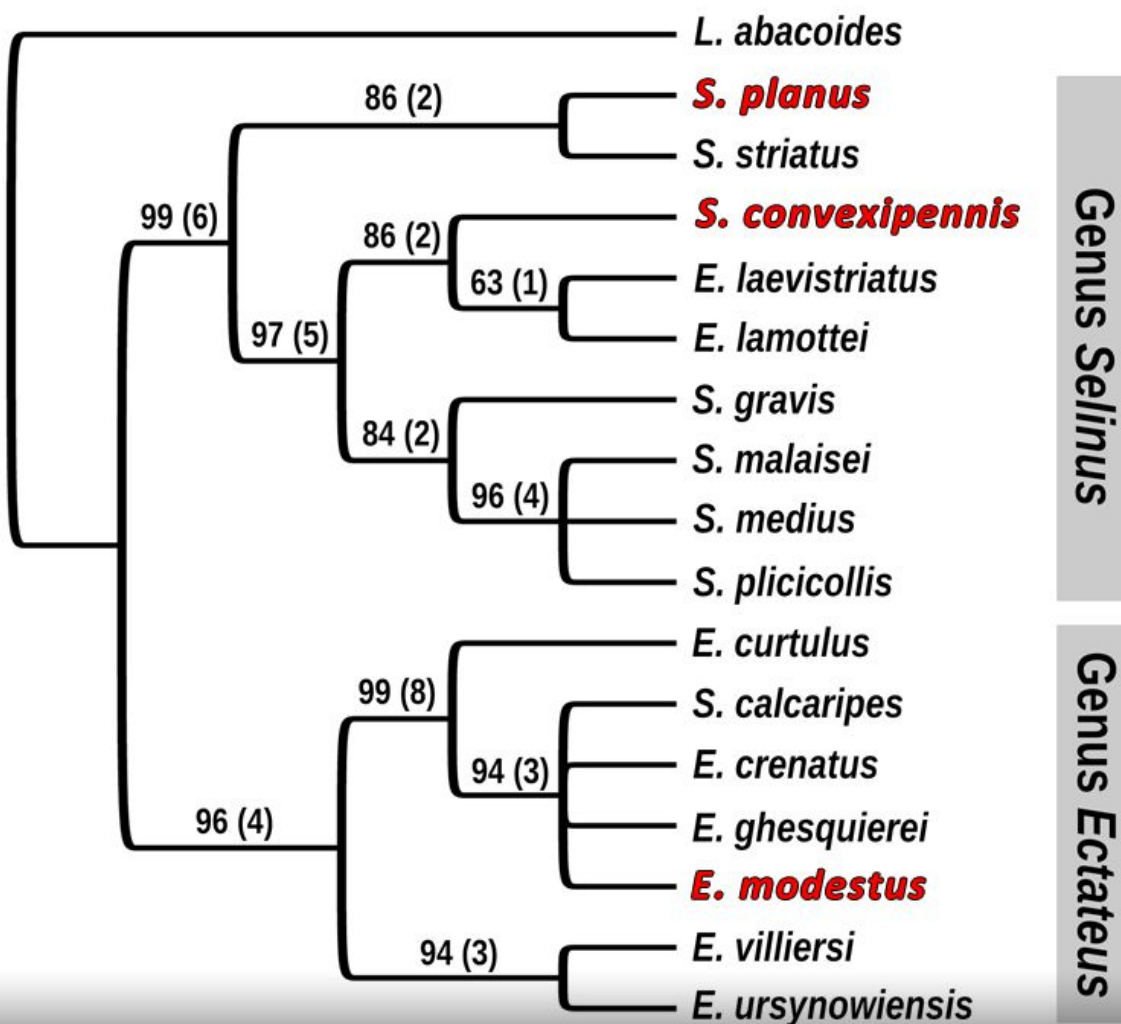 L. abacoides
86 (2)
S. planus
S. striatus
99 (6)
S. convexipennis
86 (2)
63 (1)
E. laevistriatus
97 (5)
E. lamottei
S. gravis
84 (2)
S. malaisei
96 (4)
S. medius
S. plicicollis
Genus Selinus
E. curtulus
99 (8)
S. calcaripes
94 (3)
E. crenatus
96 (4)
E. ghesquierei
E. modestus
94 (3)
E. villiersi
E. ursynowiensis
Genus Ectateus